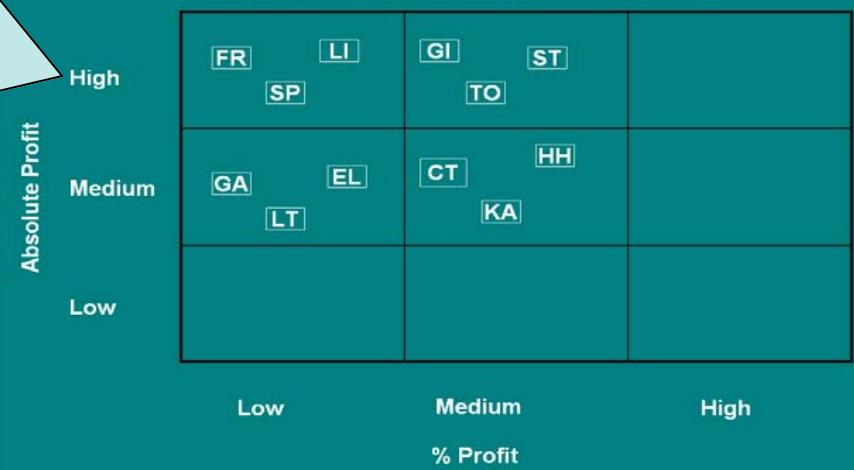 FR LI GI ST
High
SP TO
Absolute Profit
GA EL CT HH
Medium
LT KA
Low
Low Medium High
% Profit